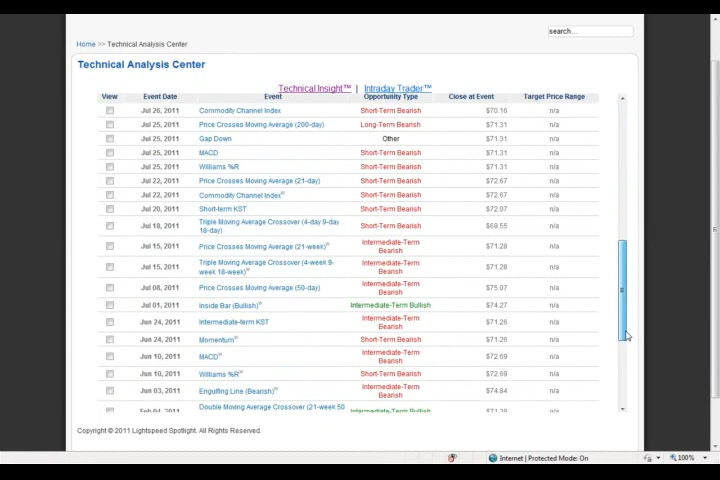 search...
Home >> Technical Analysis Center
Technical Analysis Center
Technical Insight™ | Intraday Trader™
View Event Date Event Opportunity Type Close at Event Target Price Range
Jul 26, 2011 Commodity Channel Index Short-Term Bearish $70.16 n/a
Jul 25, 2011 Price Crosses Moving Average (200-day) Long-Term Bearish $71.31 n/a
Jul 25, 2011 Gap Down Other $71.31 n/a
Jul 25, 2011 MACD Short-Term Bearish $71.31 n/a
Jul 25, 2011 Williams %R Short-Term Bearish $71.31 n/a
Jul 22, 2011 Price Crosses Moving Average (21-day) Short-Term Bearish $72.67 n/a
Jul 22, 2011 Commodity Channel Index Short-Term Bearish $72.67 n/a
Jul 20, 2011 Short-term KST Short-Term Bearish $72.07 n/a
Jul 18, 2011 Triple Moving Average Crossover (4-day 9-day
18-day) Short-Term Bearish $69.55 n/a
Jul 15, 2011 Price Crosses Moving Average (21-week) Intermediate-Term
Bearish $71.28 n/a
Jul 15, 2011 Triple Moving Average Crossover (4-week 9-
week 18-week) Intermediate-Term
Bearish $71.28 n/a
Jul 08, 2011 Price Crosses Moving Average (50-day) Intermediate-Term
Bearish $75.07 n/a
Jul 01, 2011 Inside Bar (Bullish) Intermediate-Term Bullish $74.27 n/a
Jun 24, 2011 Intermediate-term KST Intermediate-Term
Bearish $71.26 n/a
Jun 24, 2011 Momentum Short-Term Bearish $71.26 n/a
Jun 10, 2011 MACD Intermediate-Term
Bearish $72.59 n/a
Jun 10, 2011 Williams %R Short-Term Bearish $72.59 n/a
Jun 03, 2011 Engulfing Line (Bearish) Intermediate-Term
Bearish $74.84 n/a
Feb 04, 2011 Double Moving Average Crossover (21-week 50 Intermediate-Term Bullish n/a
Copyright © 2011 Lightspeed Spotlight. All Rights Reserved.
Internet | Protected Mode: On 100%